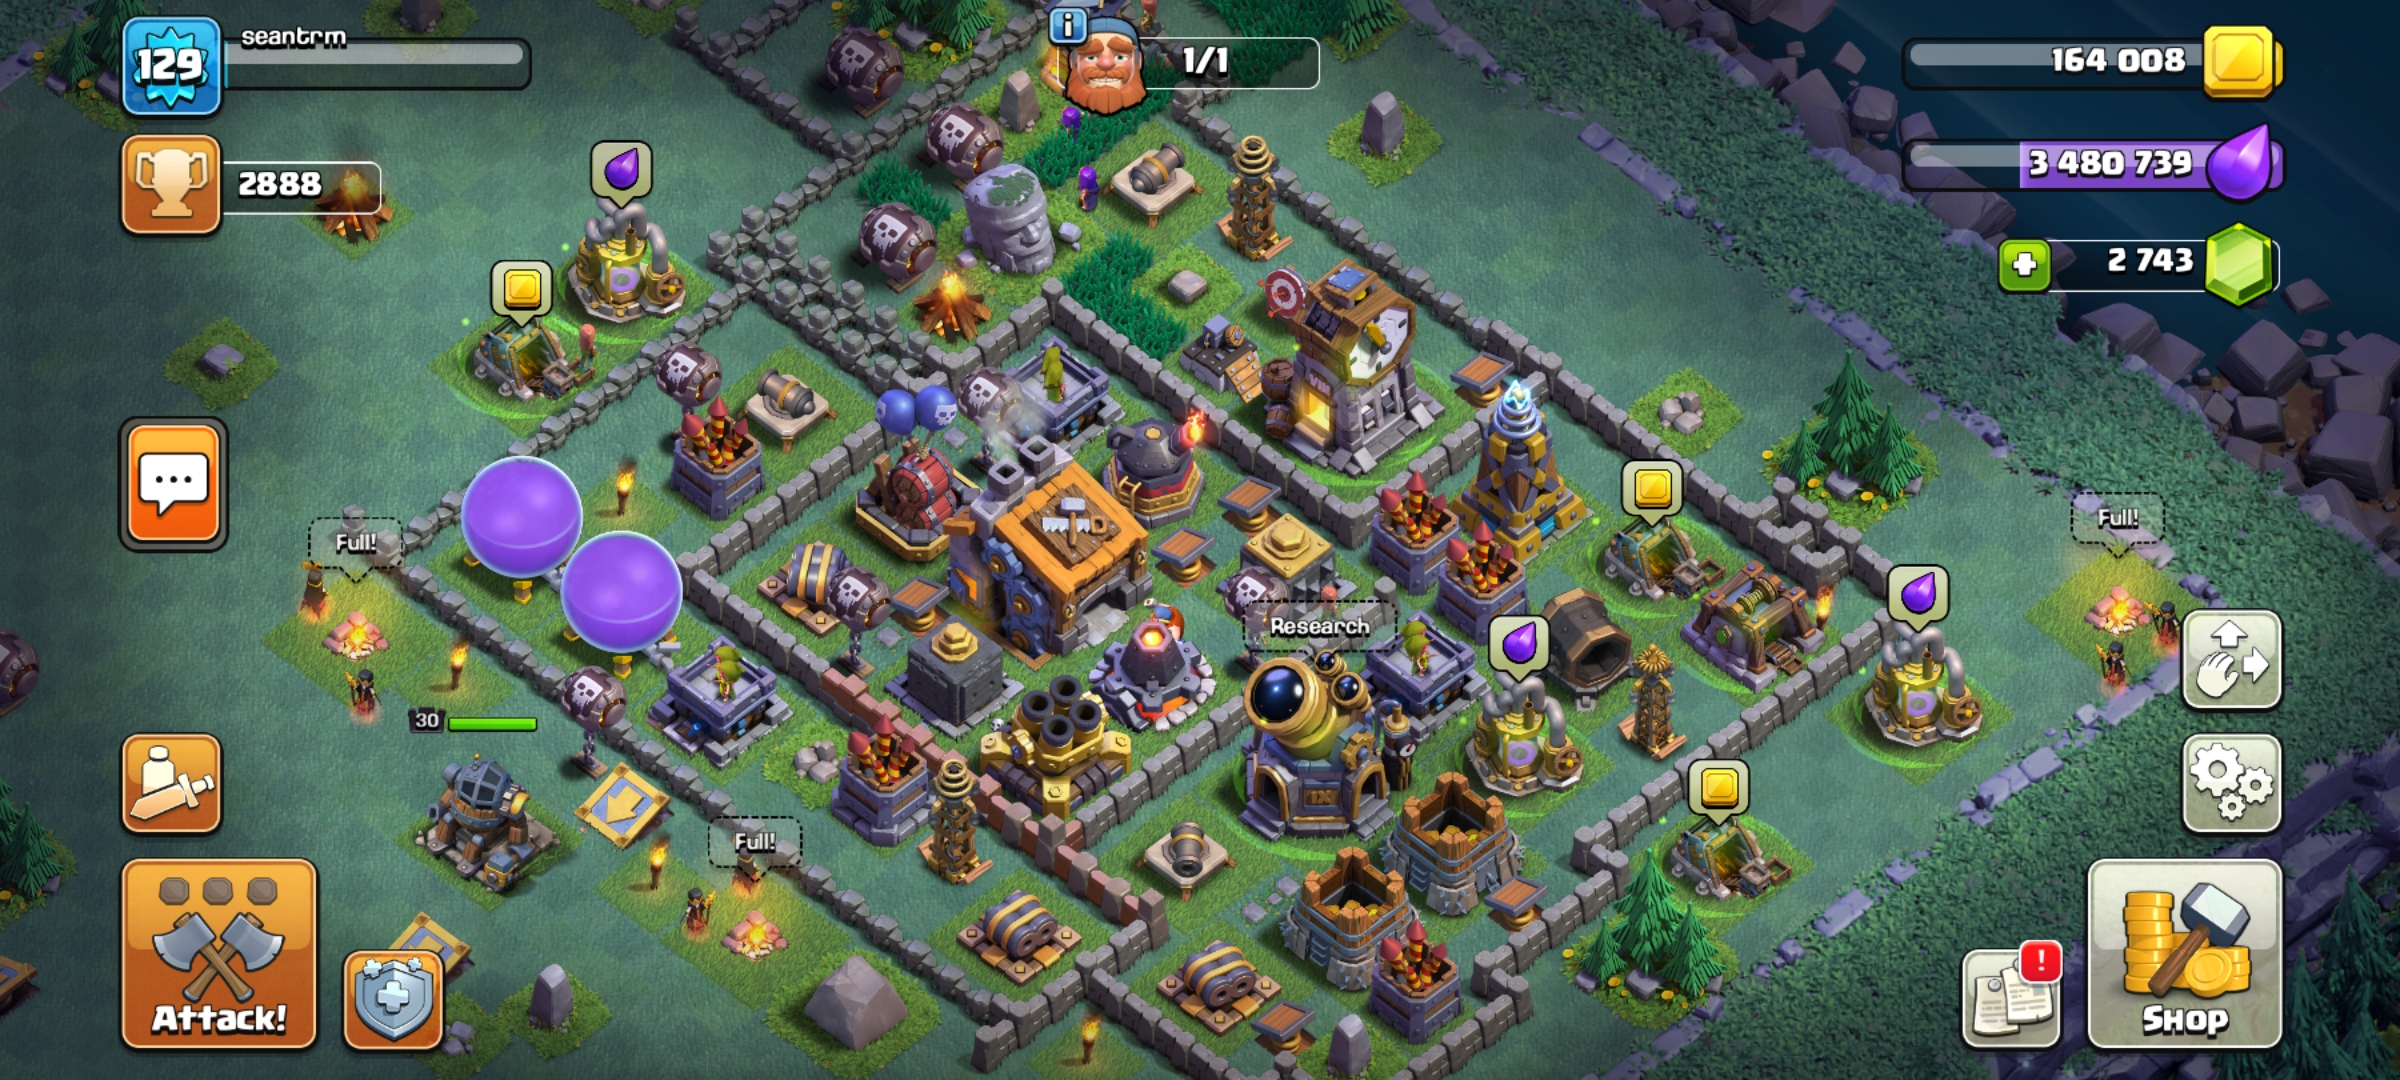 seantrm
129
i
1/1
164 008
2888
3 480 739
2 743
Full!
Full!
Research
30
Full!
Attack!
!
Shop